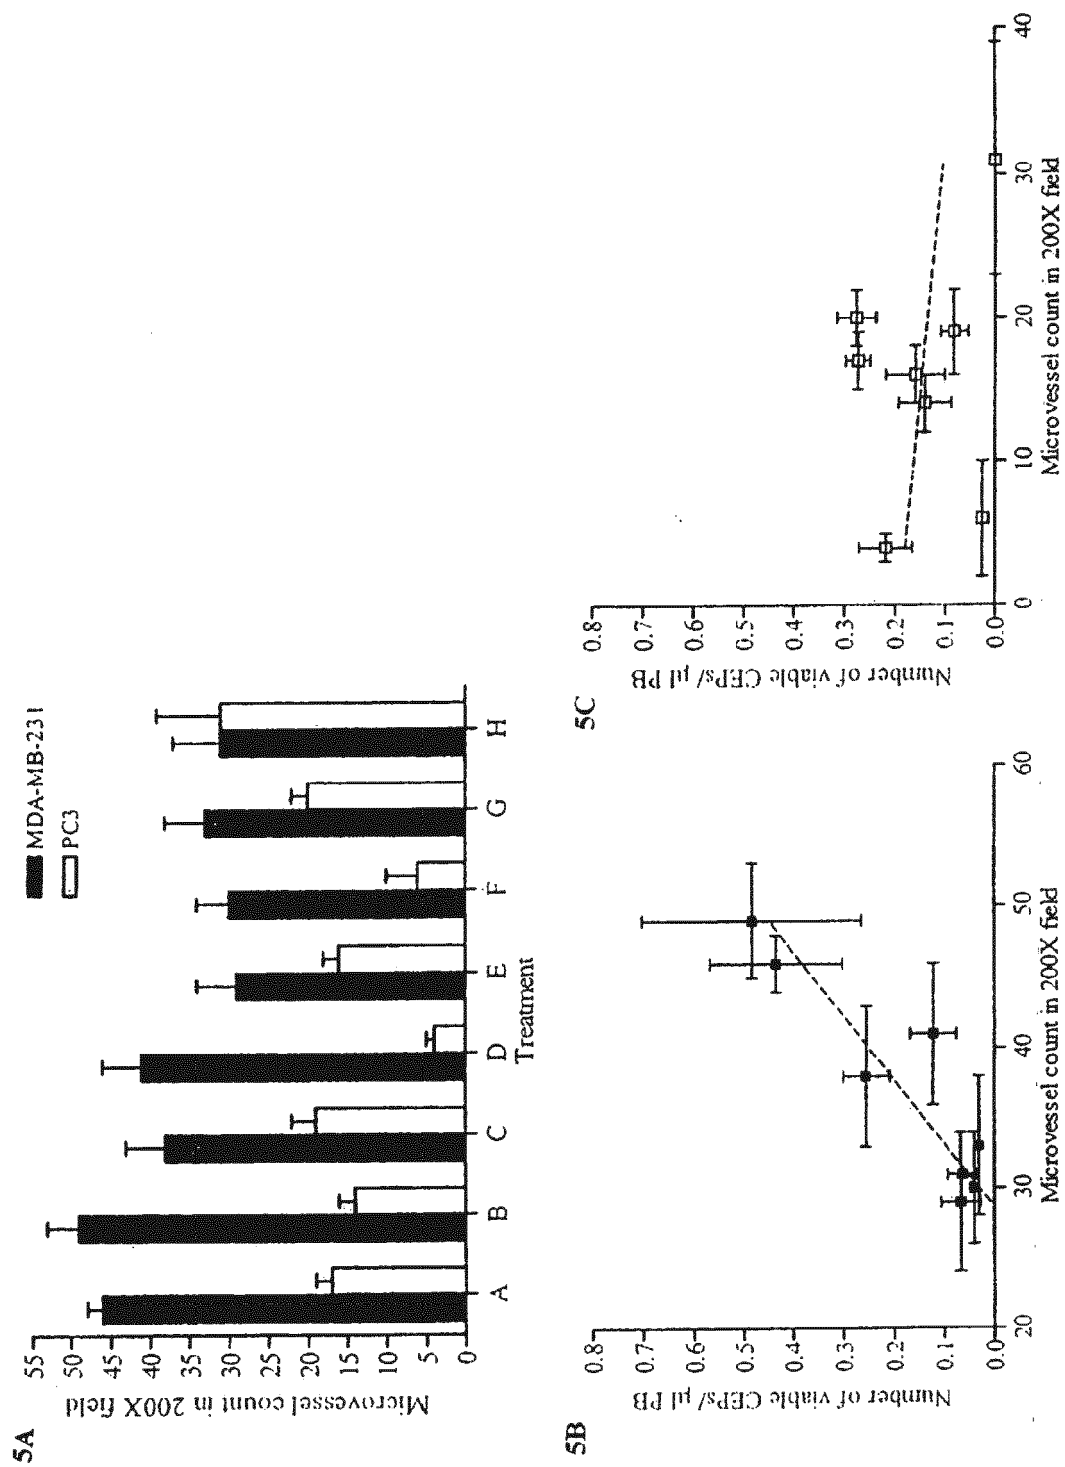 5A
MDA-MB-231
PC3
Microvessel count in 200X field
55
50
45
40
35
30
25
20
15
10
5
0
A B C D E F G H
Treatment
5B
Number of viable CEPs/ µl PB
0.8
0.7
0.6
0.5
0.4
0.3
0.2
0.1
0.0
20 30 40 50 60
Microvessel count in 200X field
5C
Number of viable CEPs/ µl PB
0.8
0.7
0.6
0.5
0.4
0.3
0.2
0.1
0.0
0 10 20 30 40
Microvessel count in 200X field